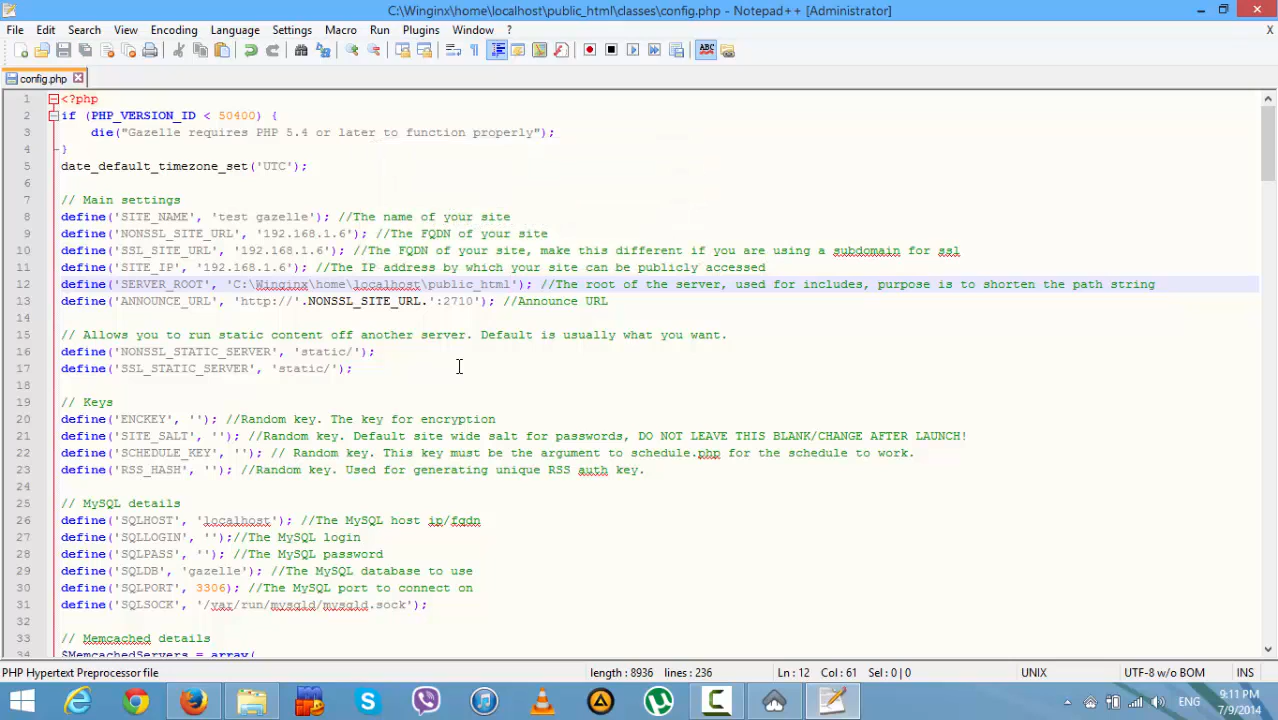 C:\Winginx\home\localhost\public_html\classes\config.php - Notepad++ [Administrator]
File Edit Search View Encoding Language Settings Macro Run Plugins Window ? X
config.php
1 <?php
2 if (PHP_VERSION_ID < 50400) {
3 die("Gazelle requires PHP 5.4 or later to function properly");
4 }
5 date_default_timezone_set('UTC');
6
7 // Main settings
8 define('SITE_NAME', 'test gazelle'); //The name of your site
9 define('NONSSL_SITE_URL', '192.168.1.6'); //The FQDN of your site
10 define('SSL_SITE_URL', '192.168.1.6'); //The FQDN of your site, make this different if you are using a subdomain for ssl
11 define('SITE_IP', '192.168.1.6'); //The IP address by which your site can be publicly accessed
12 define('SERVER_ROOT', 'C:\Winginx\home\localhost\public_html'); //The root of the server, used for includes, purpose is to shorten the path string
13 define('ANNOUNCE_URL', 'http://'.NONSSL_SITE_URL.':2710'); //Announce URL
14
15 // Allows you to run static content off another server. Default is usually what you want.
16 define('NONSSL_STATIC_SERVER', 'static/');
17 define('SSL_STATIC_SERVER', 'static/');
18
19 // Keys
20 define('ENCKEY', ''); //Random key. The key for encryption
21 define('SITE_SALT', ''); //Random key. Default site wide salt for passwords, DO NOT LEAVE THIS BLANK/CHANGE AFTER LAUNCH!
22 define('SCHEDULE_KEY', ''); // Random key. This key must be the argument to schedule.php for the schedule to work.
23 define('RSS_HASH', ''); //Random key. Used for generating unique RSS auth key.
24
25 // MySQL details
26 define('SQLHOST', 'localhost'); //The MySQL host ip/fqdn
27 define('SQLLOGIN', '');//The MySQL login
28 define('SQLPASS', ''); //The MySQL password
29 define('SQLDB', 'gazelle'); //The MySQL database to use
30 define('SQLPORT', 3306); //The MySQL port to connect on
31 define('SQLSOCK', '/var/run/mysqld/mysqld.sock');
32
33 // Memcached details
34 $MemcachedServers = array(
PHP Hypertext Preprocessor file length : 8936 lines : 236 Ln : 12 Col : 61 Sel : 0 | 0 UNIX UTF-8 w/o BOM INS
ENG 9:11 PM
7/9/2014